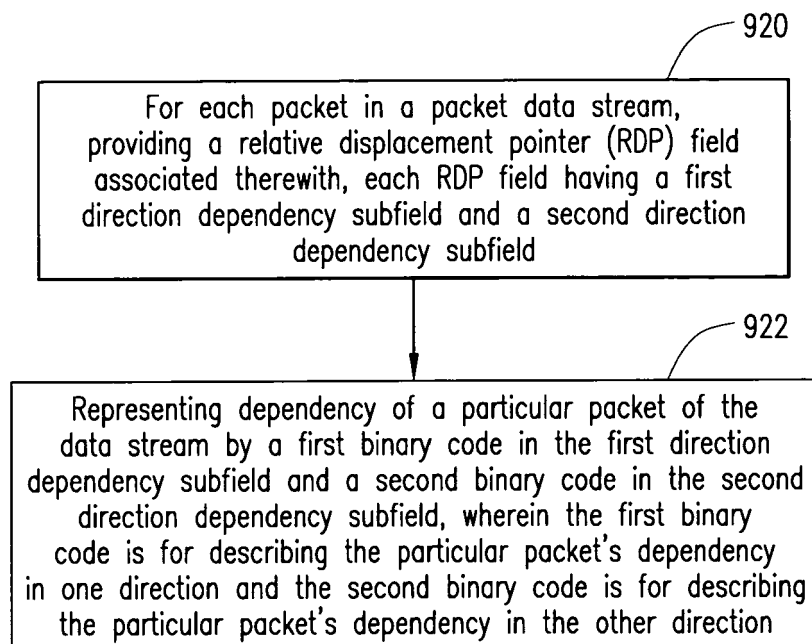 920
For each packet in a packet data stream,
providing a relative displacement pointer (RDP) field
associated therewith, each RDP field having a first
direction dependency subfield and a second direction
dependency subfield
922
Representing dependency of a particular packet of the
data stream by a first binary code in the first direction
dependency subfield and a second binary code in the second
direction dependency subfield, wherein the first binary
code is for describing the particular packet's dependency
in one direction and the second binary code is for describing
the particular packet's dependency in the other direction